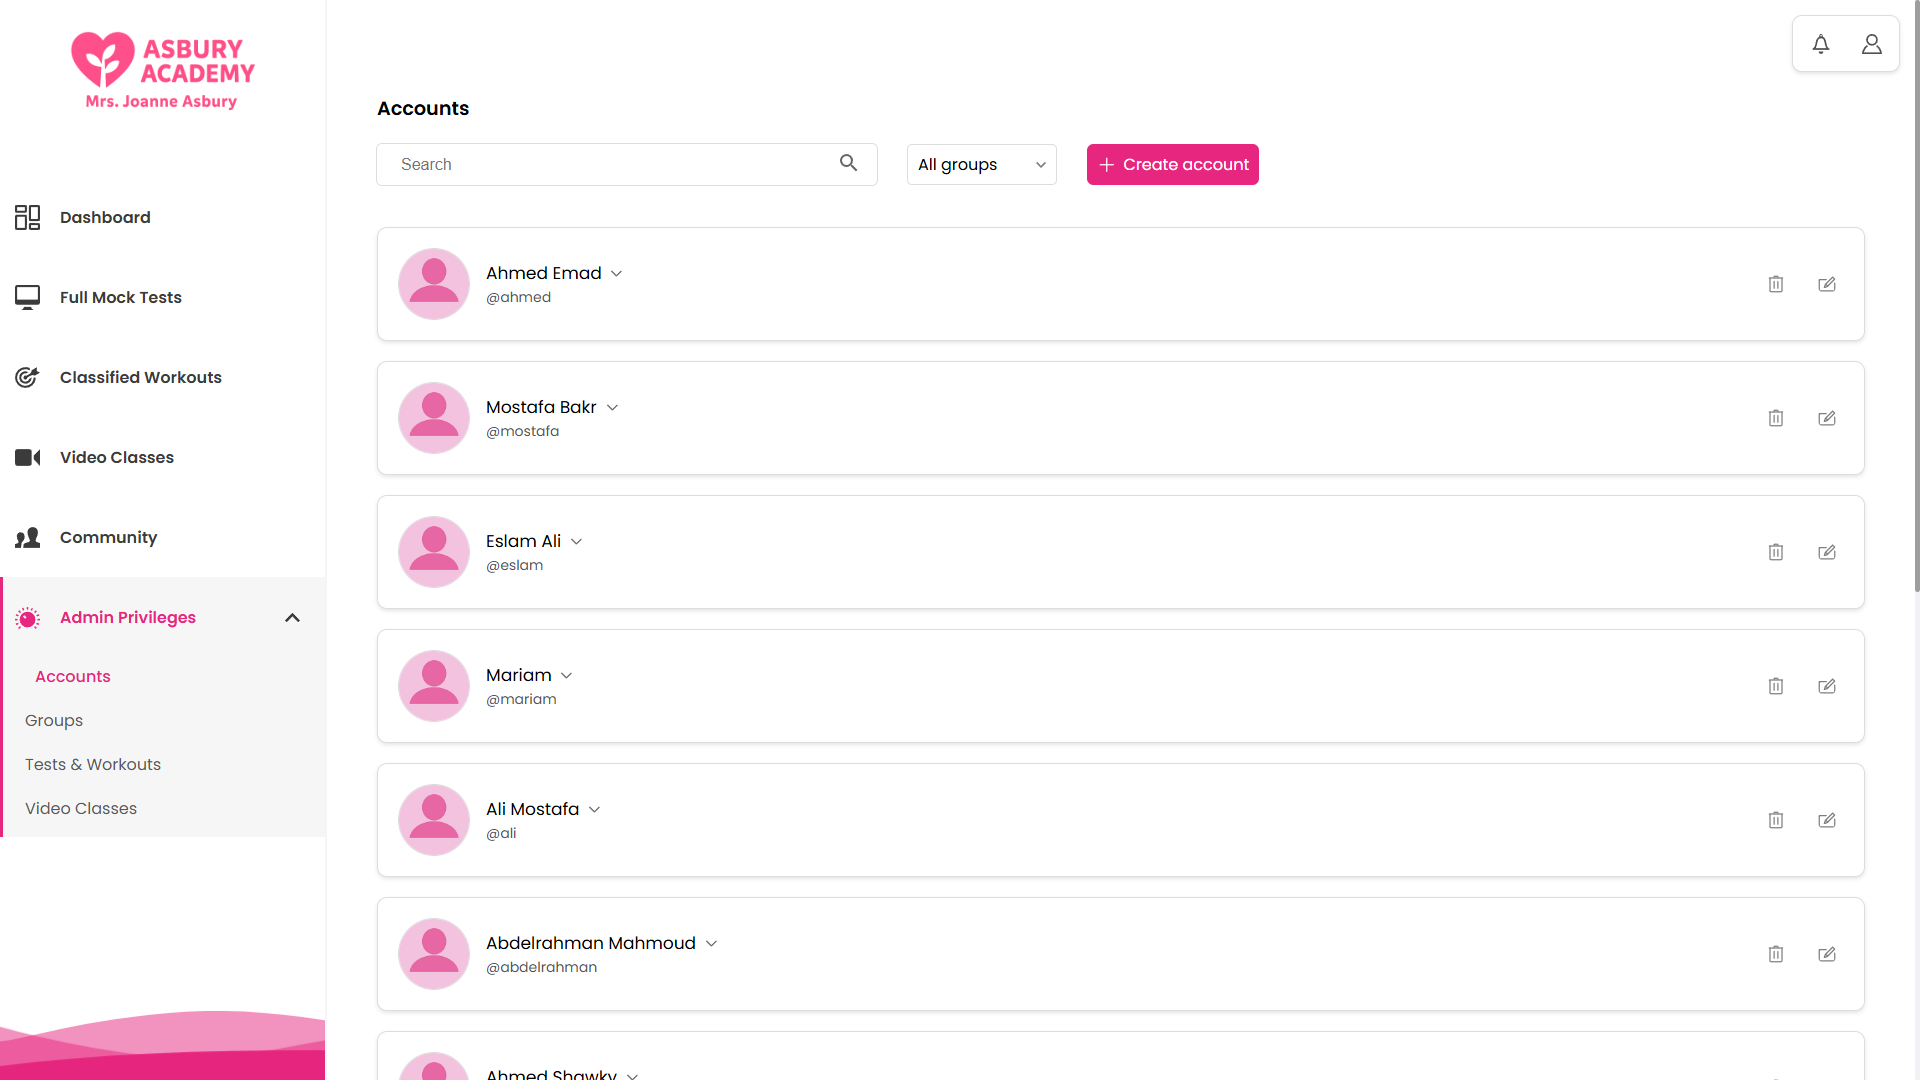 ASBURY
ACADEMY
Mrs. Joanne Asbury
Dashboard
Full Mock Tests
Classified Workouts
Video Classes
Community
Admin Privileges
Accounts
Groups
Tests & Workouts
Video Classes
Accounts
Search
All groups
Create account
Ahmed Emad
@ahmed
Mostafa Bakr
@mostafa
Eslam Ali
@eslam
Mariam
@mariam
Ali Mostafa
@ali
Abdelrahman Mahmoud
@abdelrahman
Ahmed Shawky